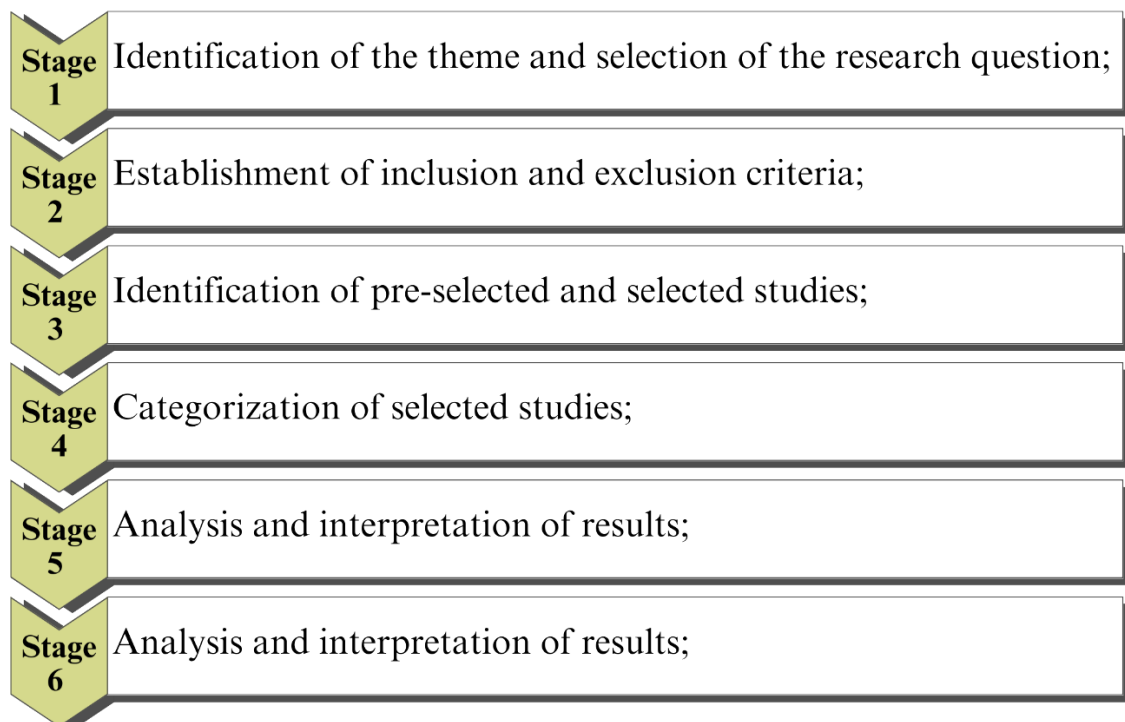 Stage
1
Identification of the theme and selection of the research question;
Stage
2
Establishment of inclusion and exclusion criteria;
Stage
3
Identification of pre-selected and selected studies;
Stage
4
Categorization of selected studies;
Stage
5
Analysis and interpretation of results;
Stage
6
Analysis and interpretation of results;